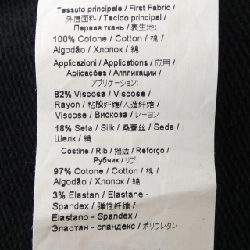 Tessuto principale / First Fabric /
外层面料 / Tecido principal /
Первая ткань / 裏生地:
100% Cotone / Cotton / 棉 /
Algodão / Хлопок / 綿
Applicazioni / Applications / 应用 /
Aplicações / Аппликации /
アプリケーション:
82% Viscosa / Viscose /
Rayon / 粘胶纤维/人造纤维 /
Viscose / Вискоза / レーヨン
18% Seta / Silk / 桑蚕丝 / Seda /
Шелк / 絹
Costina / Rib / 罗边 / Reforço /
Рубчик / リブ
97% Cotone / Cotton / 棉 /
Algodão / Хлопок / 綿
3% Elastan / Elastane -
Spandex / 弹性纤维 /
Elastano - Spandex /
Эластан - спандекс / ポリウレタン